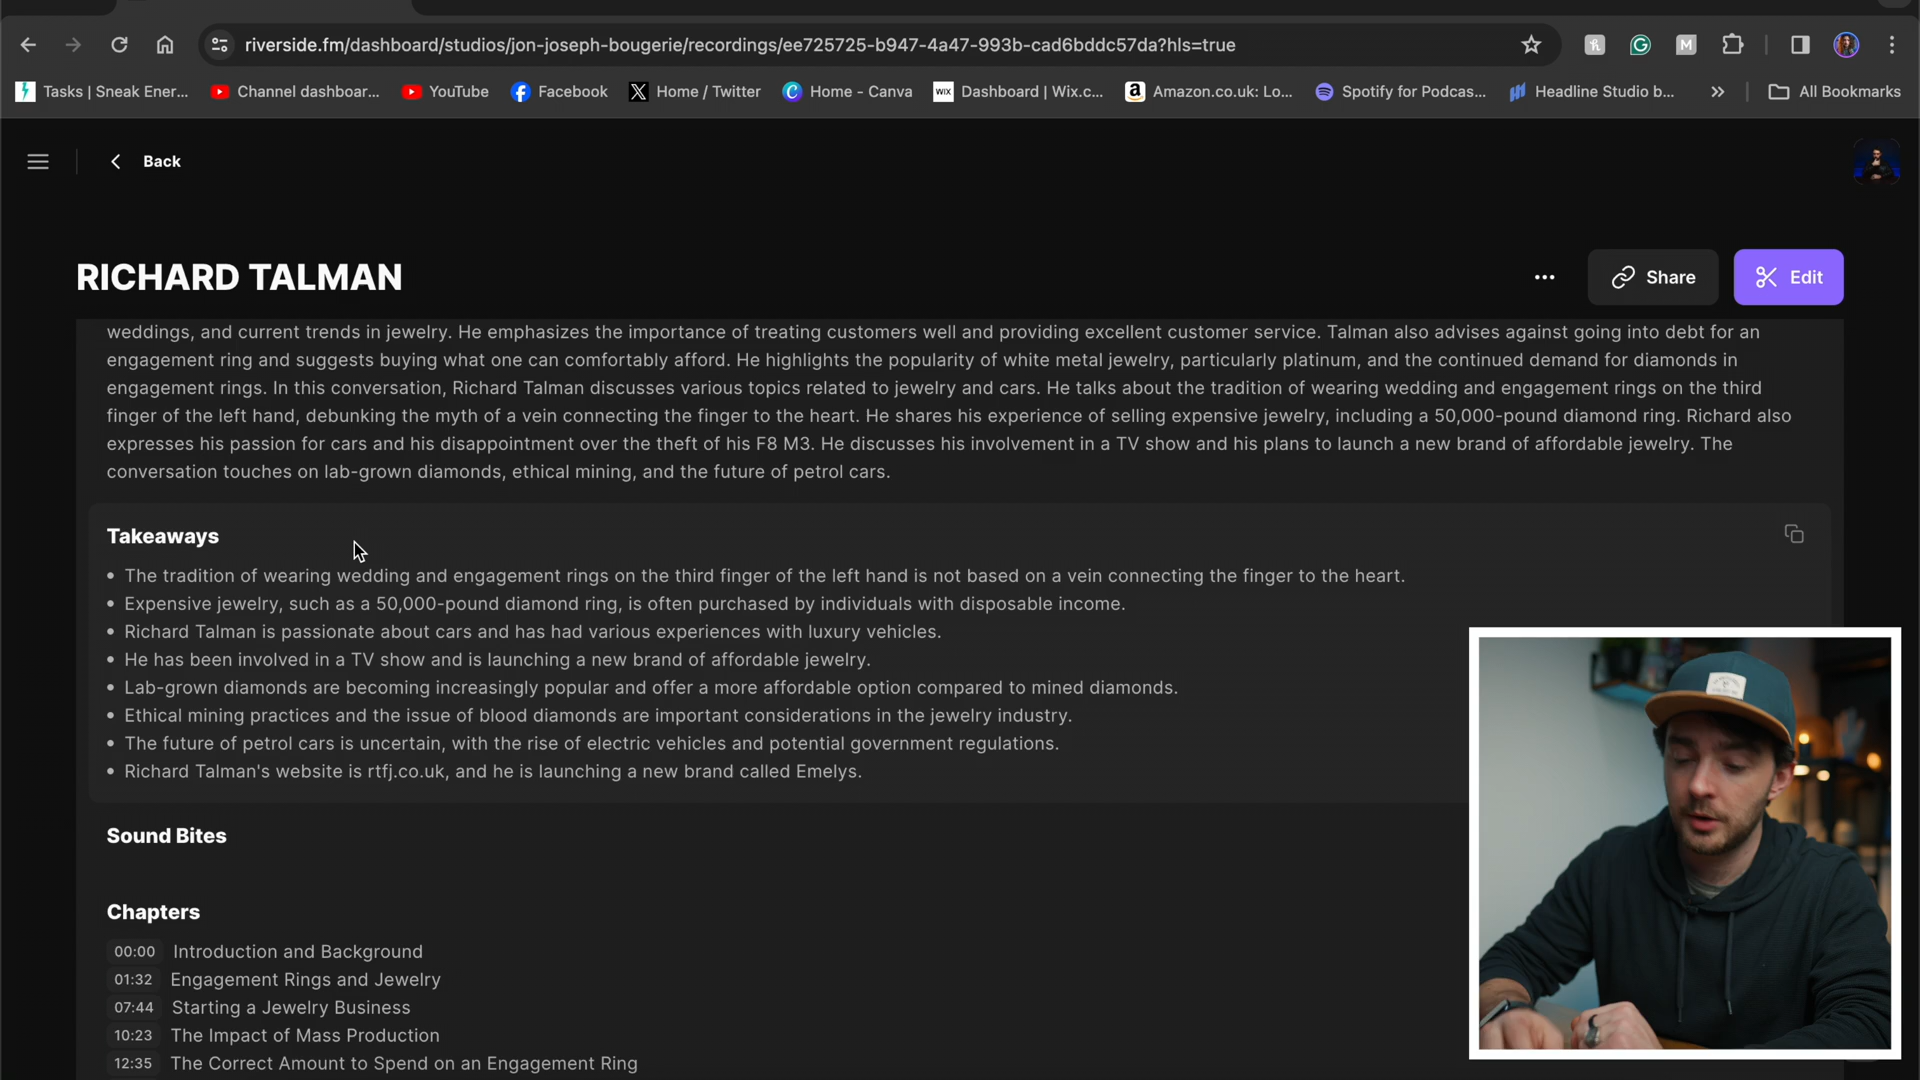 riverside.fm/dashboard/studios/jon-joseph-bougerie/recordings/ee725725-b947-4a47-993b-cad6bddc57da?hls=true
Tasks | Sneak Ener... Channel dashboar... YouTube Facebook Home / Twitter Home - Canva Dashboard | Wix.c... Amazon.co.uk: Lo... Spotify for Podcas... Headline Studio b... All Bookmarks
Back
RICHARD TALMAN
Share Edit
weddings, and current trends in jewelry. He emphasizes the importance of treating customers well and providing excellent customer service. Talman also advises against going into debt for an
engagement ring and suggests buying what one can comfortably afford. He highlights the popularity of white metal jewelry, particularly platinum, and the continued demand for diamonds in
engagement rings. In this conversation, Richard Talman discusses various topics related to jewelry and cars. He talks about the tradition of wearing wedding and engagement rings on the third
finger of the left hand, debunking the myth of a vein connecting the finger to the heart. He shares his experience of selling expensive jewelry, including a 50,000-pound diamond ring. Richard also
expresses his passion for cars and his disappointment over the theft of his F8 M3. He discusses his involvement in a TV show and his plans to launch a new brand of affordable jewelry. The
conversation touches on lab-grown diamonds, ethical mining, and the future of petrol cars.
Takeaways
• The tradition of wearing wedding and engagement rings on the third finger of the left hand is not based on a vein connecting the finger to the heart.
• Expensive jewelry, such as a 50,000-pound diamond ring, is often purchased by individuals with disposable income.
• Richard Talman is passionate about cars and has had various experiences with luxury vehicles.
• He has been involved in a TV show and is launching a new brand of affordable jewelry.
• Lab-grown diamonds are becoming increasingly popular and offer a more affordable option compared to mined diamonds.
• Ethical mining practices and the issue of blood diamonds are important considerations in the jewelry industry.
• The future of petrol cars is uncertain, with the rise of electric vehicles and potential government regulations.
• Richard Talman's website is rtfj.co.uk, and he is launching a new brand called Emelys.
Sound Bites
Chapters
00:00 Introduction and Background
01:32 Engagement Rings and Jewelry
07:44 Starting a Jewelry Business
10:23 The Impact of Mass Production
12:35 The Correct Amount to Spend on an Engagement Ring